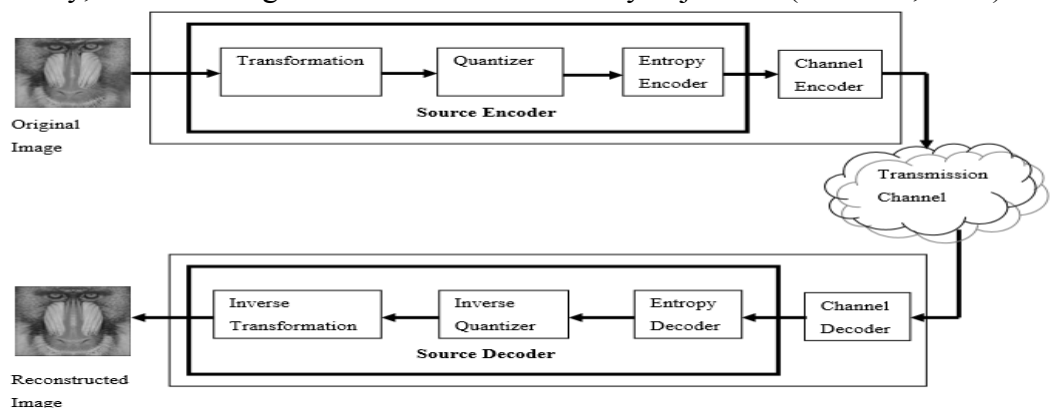 Transformation
Quantizer
Entropy
Encoder
Channel
Encoder
Source Encoder
Original
Image
Transmission
Channel
Inverse
Transformation
Inverse
Quantizer
Entropy
Decoder
Channel
Decoder
Source Decoder
Reconstructed
Image